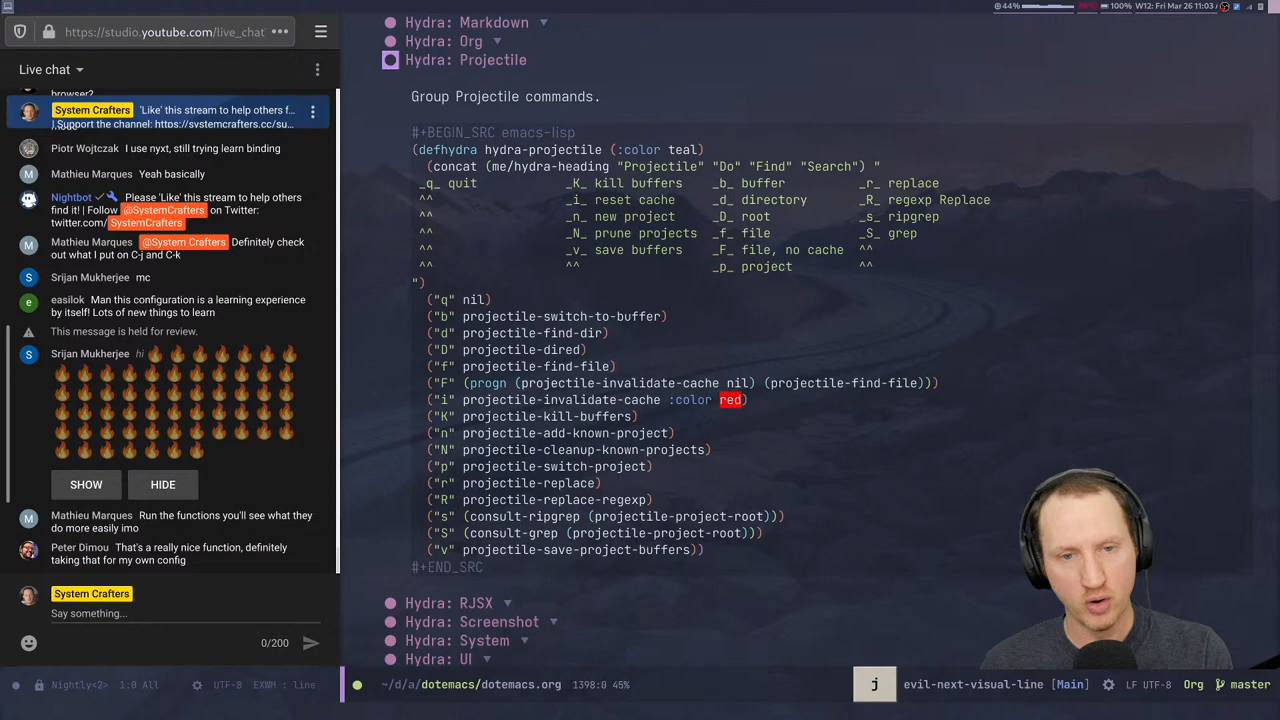 44%
100%
W12: Fri Mar 26 11:03
https://studio.youtube.com/live_chat
Live chat
browser?
System Crafters 'Like' this stream to help others f...
| Support the channel: https://systemcrafters.cc/su...
Piotr Wojtczak I use nyxt, still trying learn binding
Mathieu Marques Yeah basically
Nightbot Please 'Like' this stream to help others
find it! | Follow @SystemCrafters on Twitter:
twitter.com/ SystemCrafters
Mathieu Marques @System Crafters Definitely check
out what I put on C-j and C-k
Srijan Mukherjee mc
easilok Man this configuration is a learning experience
by itself! Lots of new things to learn
This message is held for review.
Srijan Mukherjee hi
SHOW HIDE
Mathieu Marques Run the functions you'll see what they
do more easily imo
Peter Dimou That's a really nice function, definitely
taking that for my own config
System Crafters
Say something...
0/200
Nightly<2> 1:0 All UTF-8 EXWM : line
Hydra: Markdown
Hydra: Org
Hydra: Projectile
Group Projectile commands.
#+BEGIN_SRC emacs-lisp
(defhydra hydra-projectile (:color teal)
(concat (me/hydra-heading "Projectile" "Do" "Find" "Search") "
_q_ quit _K_ kill buffers _b_ buffer _r_ replace
^^ _i_ reset cache _d_ directory _R_ regexp Replace
^^ _n_ new project _D_ root _s_ ripgrep
^^ _N_ prune projects _f_ file _S_ grep
^^ _v_ save buffers _F_ file, no cache ^^
^^ ^^ _p_ project ^^
")
("q" nil)
("b" projectile-switch-to-buffer)
("d" projectile-find-dir)
("D" projectile-dired)
("f" projectile-find-file)
("F" (progn (projectile-invalidate-cache nil) (projectile-find-file)))
("i" projectile-invalidate-cache :color red)
("K" projectile-kill-buffers)
("n" projectile-add-known-project)
("N" projectile-cleanup-known-projects)
("p" projectile-switch-project)
("r" projectile-replace)
("R" projectile-replace-regexp)
("s" (consult-ripgrep (projectile-project-root)))
("S" (consult-grep (projectile-project-root)))
("v" projectile-save-project-buffers))
#+END_SRC
Hydra: RJSX
Hydra: Screenshot
Hydra: System
Hydra: UI
~/d/a/dotemacs/dotemacs.org 1398:0 45%
j evil-next-visual-line [Main] LF UTF-8 Org master